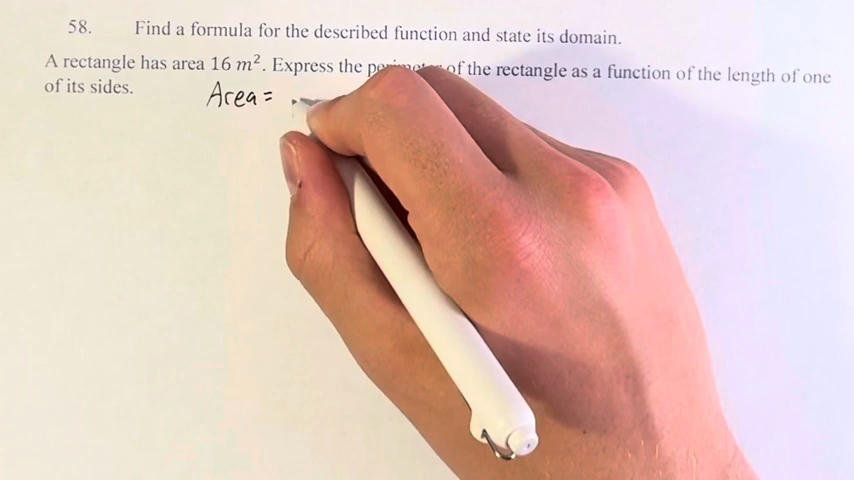 58. Find a formula for the described function and state its domain.
A rectangle has area 16 m². Express the perimeter of the rectangle as a function of the length of one
of its sides. Area =